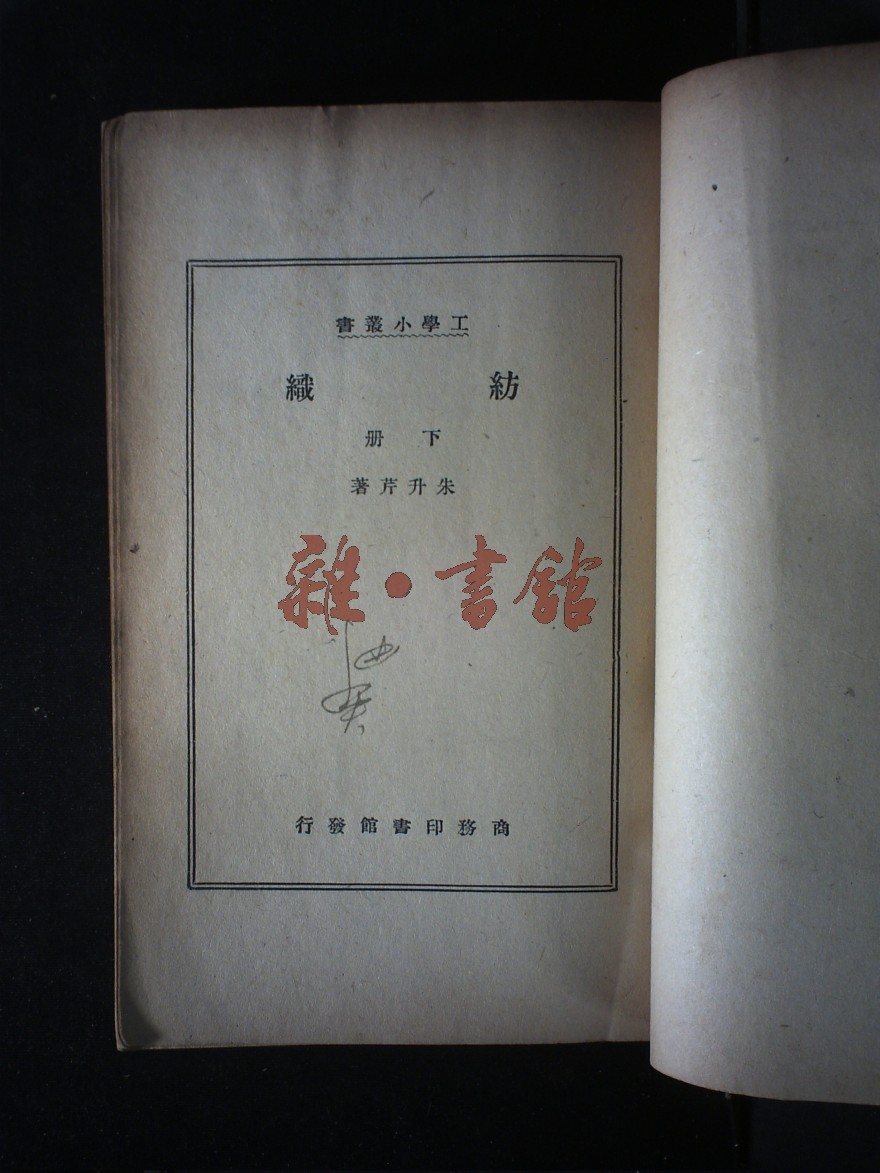 工學小叢書
紡織
下册
朱升芹著
雜·書館
商務印書館發行